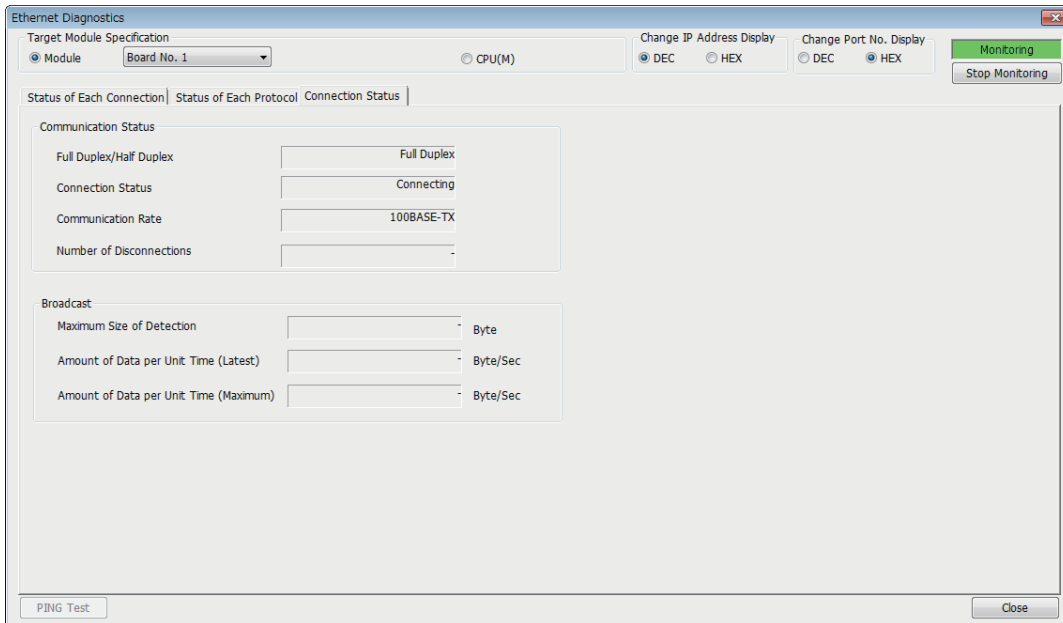 Ethernet Diagnostics
Target Module Specification
Module
Board No. 1
CPU(M)
Change IP Address Display
DEC
HEX
Change Port No. Display
DEC
HEX
Monitoring
Stop Monitoring
Status of Each Connection
Status of Each Protocol
Connection Status
Communication Status
Full Duplex/Half Duplex
Full Duplex
Connection Status
Connecting
Communication Rate
100BASE-TX
Number of Disconnections
-
Broadcast
Maximum Size of Detection
-
Byte
Amount of Data per Unit Time (Latest)
-
Byte/Sec
Amount of Data per Unit Time (Maximum)
-
Byte/Sec
PING Test
Close